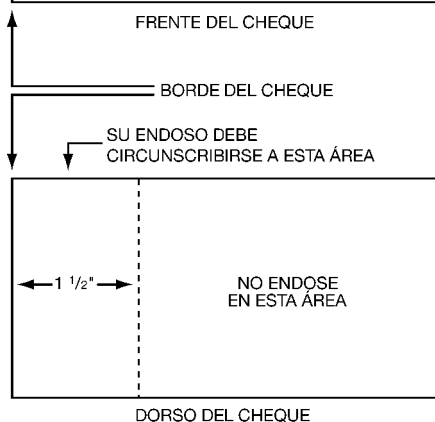 FRENTE DEL CHEQUE
BORDE DEL CHEQUE
SU ENDOSO DEBE
CIRCUNSCRIBIRSE A ESTA ÁREA
1 1/2"
NO ENDOSE
EN ESTA ÁREA
DORSO DEL CHEQUE